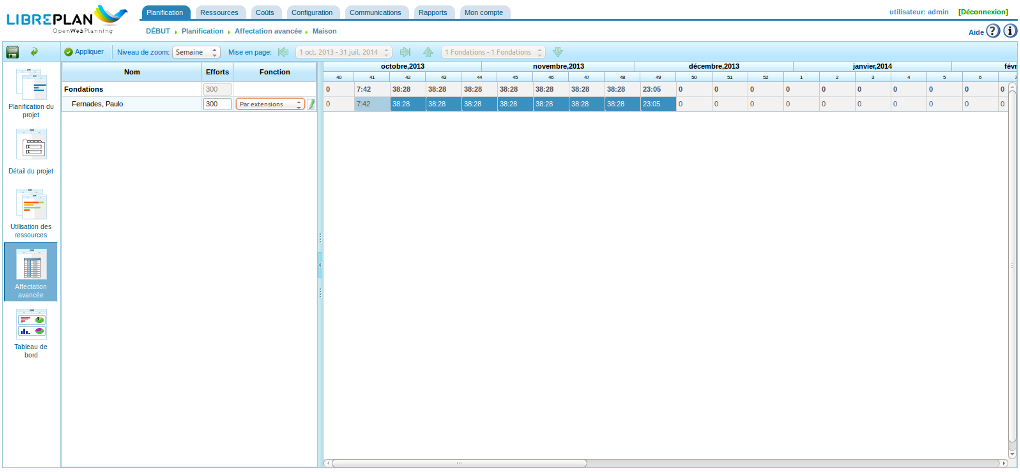 LIBREPLAN
OpenWebPlanning
Planification Ressources Coûts Configuration Communications Rapports Mon compte
utilisateur: admin [Déconnexion]
DÉBUT Planification Affectation avancée Maison
Aide ? i
Appliquer Niveau de zoom: Semaine Mise en page: 1 oct. 2013 - 31 juil. 2014 1 Fondations - 1 Fondations
Planification du
projet
Détail du projet
Utilisation des
ressources
Affectation
avancée
Tableau de
bord
Nom Efforts Fonction
octobre,2013 novembre,2013 décembre,2013 janvier,2014 févr
40 41 42 43 44 45 46 47 48 49 50 51 52 1 2 3 4 5 6
Fondations 300
0 7:42 38:28 38:28 38:28 38:28 38:28 38:28 38:28 23:05 0 0 0 0 0 0 0 0 0 0
Fernades, Paulo 300 Par extensions
0 7:42 38:28 38:28 38:28 38:28 38:28 38:28 38:28 23:05 0 0 0 0 0 0 0 0 0 0